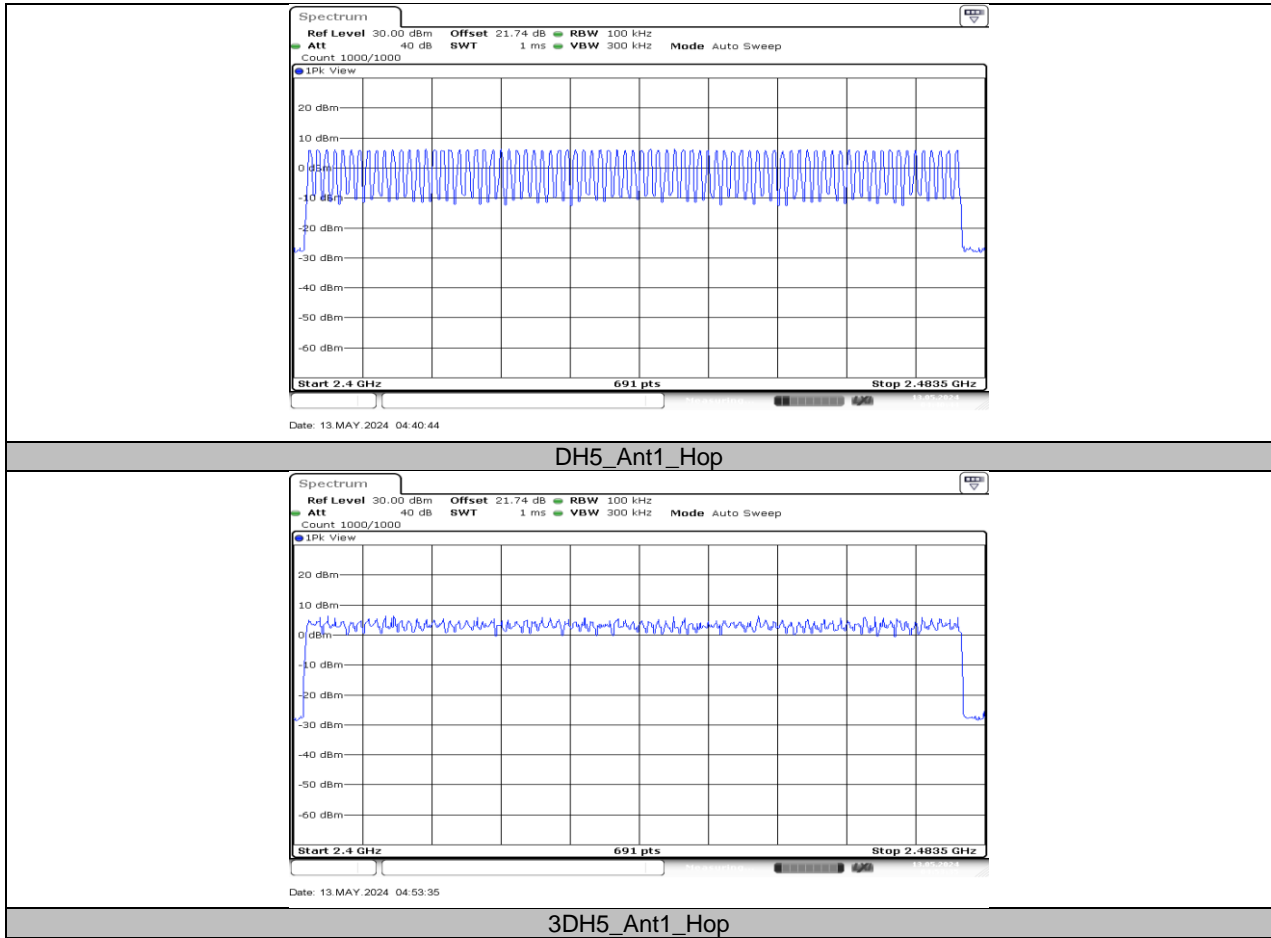 Spectrum
Ref Level 30.00 dBm Offset 21.74 dB RBW 100 kHz
Att 40 dB SWT 1 ms VBW 300 kHz Mode Auto Sweep
Count 1000/1000
1Pk View
20 dBm
10 dBm
0 dBm
-10 dBm
-20 dBm
-30 dBm
-40 dBm
-50 dBm
-60 dBm
Start 2.4 GHz 691 pts Stop 2.4835 GHz
Date: 13.MAY.2024 04:40:44
DH5_Ant1_Hop
Spectrum
Ref Level 30.00 dBm Offset 21.74 dB RBW 100 kHz
Att 40 dB SWT 1 ms VBW 300 kHz Mode Auto Sweep
Count 1000/1000
1Pk View
20 dBm
10 dBm
0 dBm
-10 dBm
-20 dBm
-30 dBm
-40 dBm
-50 dBm
-60 dBm
Start 2.4 GHz 691 pts Stop 2.4835 GHz
Date: 13.MAY.2024 04:53:35
3DH5_Ant1_Hop